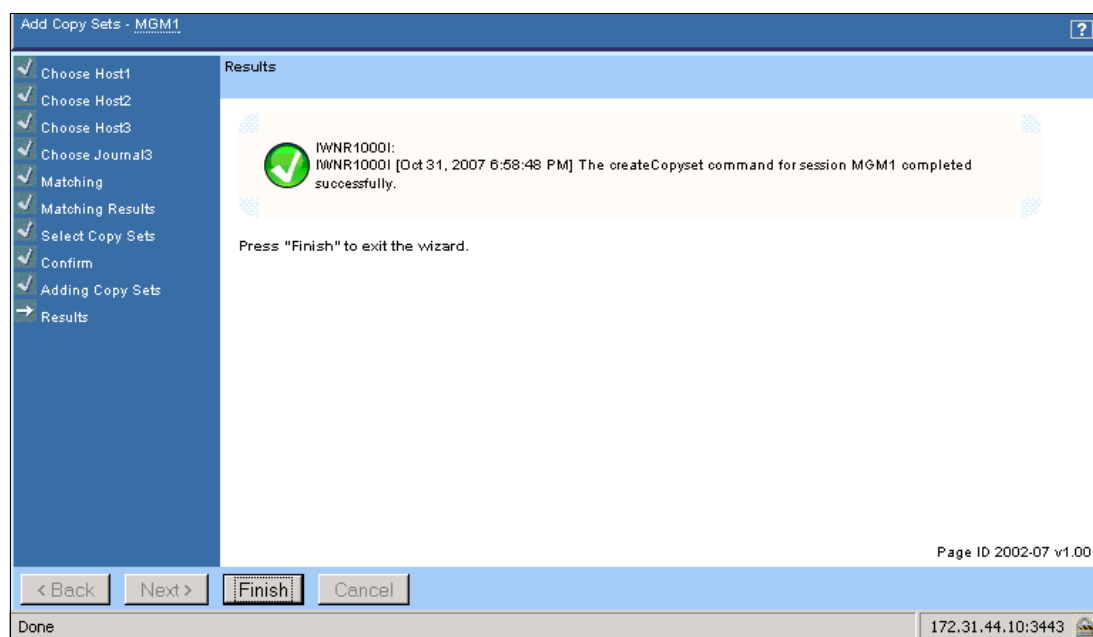 Add Copy Sets - MGM1
?
Choose Host1
Choose Host2
Choose Host3
Choose Journal3
Matching
Matching Results
Select Copy Sets
Confirm
Adding Copy Sets
Results
Results
IWNR1000I:
IWNR1000I [Oct 31, 2007 6:58:48 PM] The createCopyset command for session MGM1 completed
successfully.
Press "Finish" to exit the wizard.
Page ID 2002-07 v1.00
< Back
Next >
Finish
Cancel
Done
172.31.44.10:3443